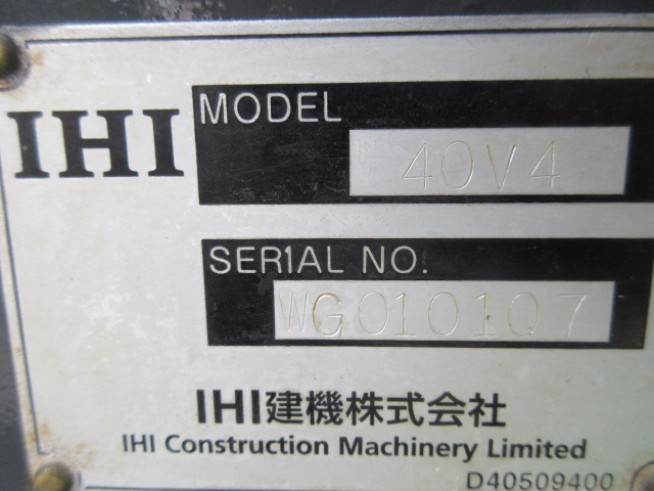 IHI
MODEL
40V4
SERIAL NO.
WG010107
IHI建機株式会社
IHI Construction Machinery Limited
D40509400